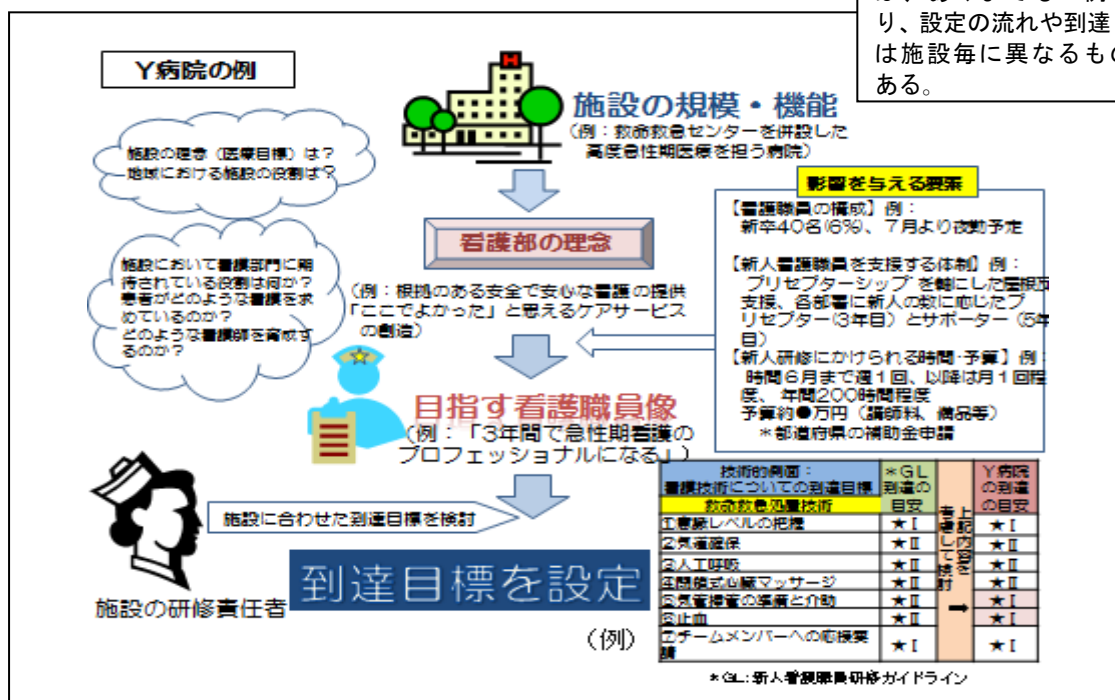 り、設定の流れや到達
は施設毎に異なるもの
ある。
Y病院の例
施設の規模・機能
(例:救命救急センターを併設した
高度急性期医療を担う病院)
施設の理念(医療目標)は?
地域における施設の役割は?
影響を与える要素
【看護職員の構成】例:
新卒40名(6%)、7月より夜勤予定
【新人看護職員を支援する体制】例:
プリセプターシップを軸にした屋根瓦
支援、各部署に新人の数に応じたプ
リセプター(3年目)とサポーター(5年
目)
【新人研修にかけられる時間・予算】例:
時間6月まで週1回、以降は月1回程
度、年間200時間程度
予算約●万円(講師料、備品等)
*都道府県の補助金申請
看護部の理念
(例:根拠のある安全で安心な看護の提供
「ここでよかった」と思えるケアサービス
の創造)
施設において看護部門に期
待されている役割は何か?
患者がどのような看護を求
めているのか?
どのような看護師を育成す
るのか?
目指す看護職員像
(例:「3年間で急性期看護の
プロフェッショナルになる」)
施設に合わせた到達目標を検討
施設の研修責任者
到達目標を設定
(例)
技術的側面:
看護技術についての到達目標
救命救急処置技術
*GL
到達の
目安
上記内容を
考慮して検討
➡
Y病院
の到達
の目安
①意識レベルの把握 ★Ⅰ ★Ⅰ
②気道確保 ★Ⅱ ★Ⅱ
③人工呼吸 ★Ⅱ ★Ⅱ
④閉鎖式心臓マッサージ ★Ⅱ ★Ⅱ
⑤気管挿管の準備と介助 ★Ⅱ ★Ⅰ
⑥止血 ★Ⅱ ★Ⅰ
⑦チームメンバーへの応援要
請 ★Ⅰ ★Ⅰ
*GL:新人看護職員研修ガイドライン